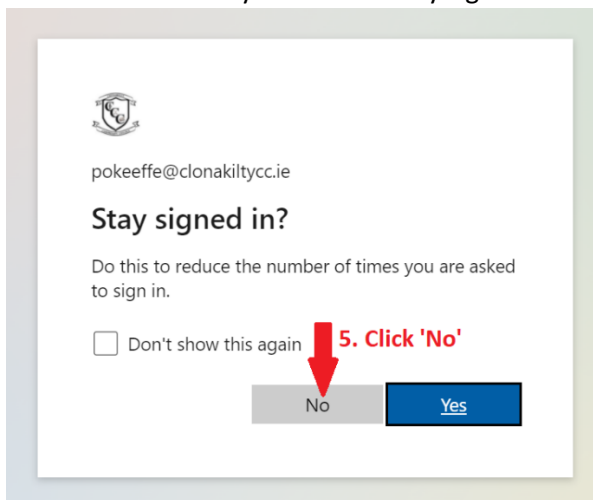 pokeeffe@clonakiltycc.ie
Stay signed in?
Do this to reduce the number of times you are asked
to sign in.
Don't show this again
5. Click 'No'
No
Yes